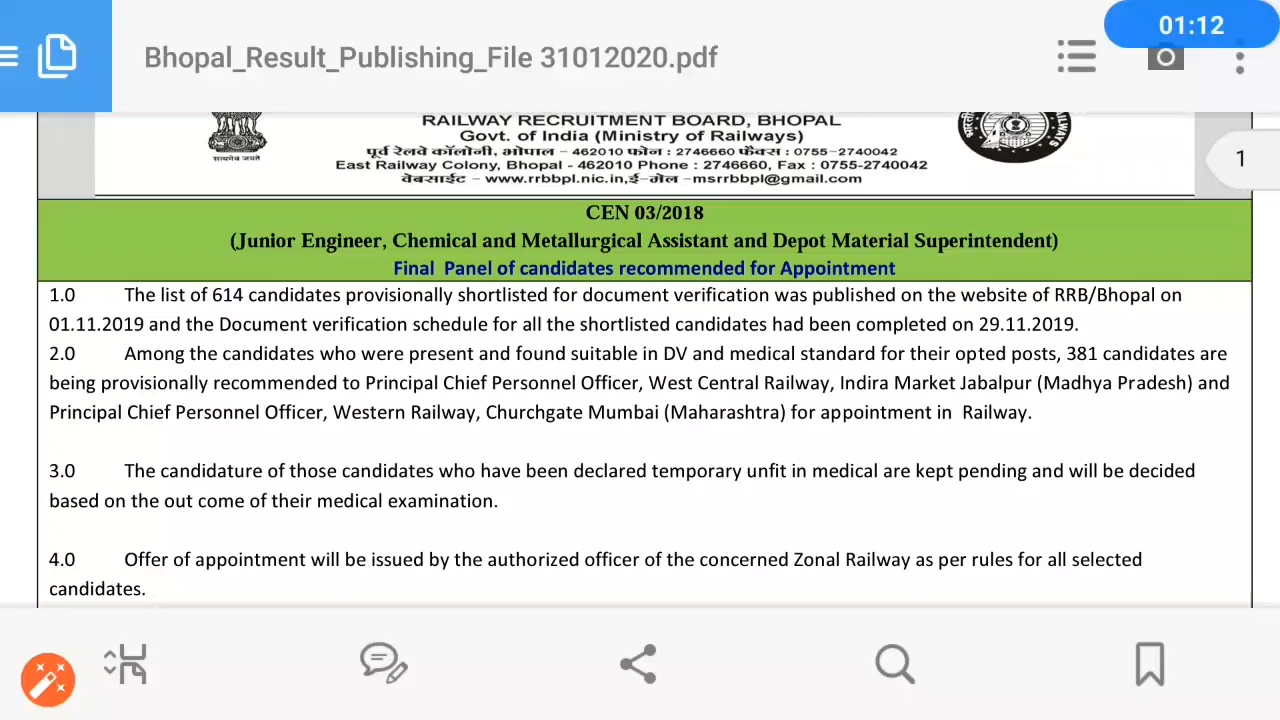 01:12
Bhopal_Result_Publishing_File 31012020.pdf
RAILWAY RECRUITMENT BOARD, BHOPAL
Govt. of India (Ministry of Railways)
पूर्व रेलवे कॉलोनी, भोपाल – 462010 फोन : 2746660 फैक्स : 0755-2740042
East Railway Colony, Bhopal - 462010 Phone : 2746660, Fax : 0755-2740042
वेबसाईट – www.rrbbpl.nic.in,ई-मेल –msrrbbpl@gmail.com
सत्यमेव जयते
1
CEN 03/2018
(Junior Engineer, Chemical and Metallurgical Assistant and Depot Material Superintendent)
Final Panel of candidates recommended for Appointment
1.0 The list of 614 candidates provisionally shortlisted for document verification was published on the website of RRB/Bhopal on
01.11.2019 and the Document verification schedule for all the shortlisted candidates had been completed on 29.11.2019.
2.0 Among the candidates who were present and found suitable in DV and medical standard for their opted posts, 381 candidates are
being provisionally recommended to Principal Chief Personnel Officer, West Central Railway, Indira Market Jabalpur (Madhya Pradesh) and
Principal Chief Personnel Officer, Western Railway, Churchgate Mumbai (Maharashtra) for appointment in Railway.
3.0 The candidature of those candidates who have been declared temporary unfit in medical are kept pending and will be decided
based on the out come of their medical examination.
4.0 Offer of appointment will be issued by the authorized officer of the concerned Zonal Railway as per rules for all selected
candidates.